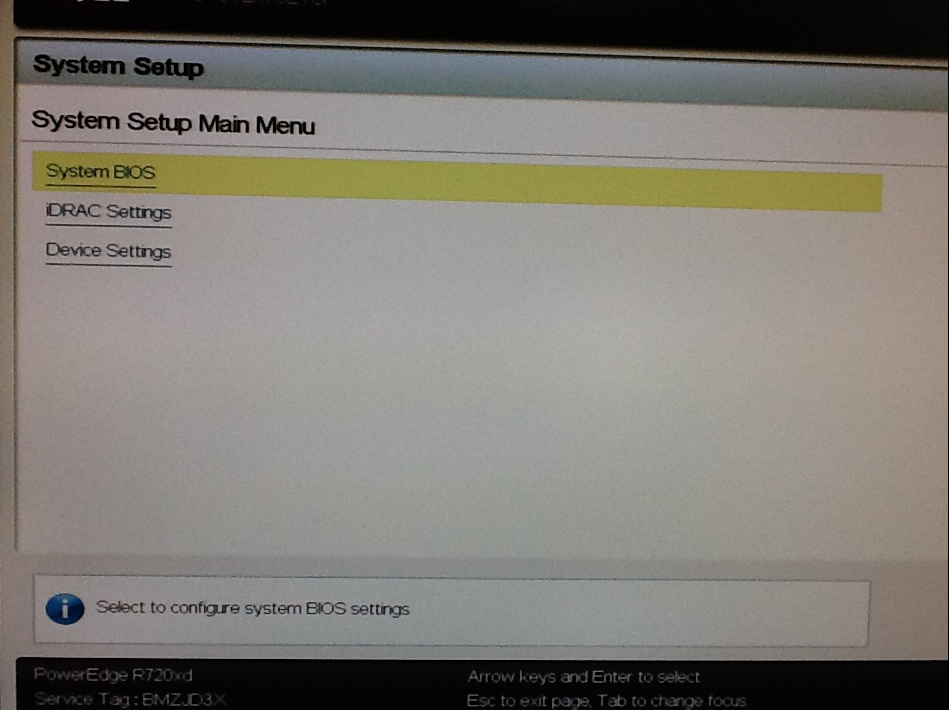 System Setup
System Setup Main Menu
System BIOS
iDRAC Settings
Device Settings
Select to configure system BIOS settings
PowerEdge R720xd
Arrow keys and Enter to select
Service Tag : BMZJD3X
Esc to exit page, Tab to change focus